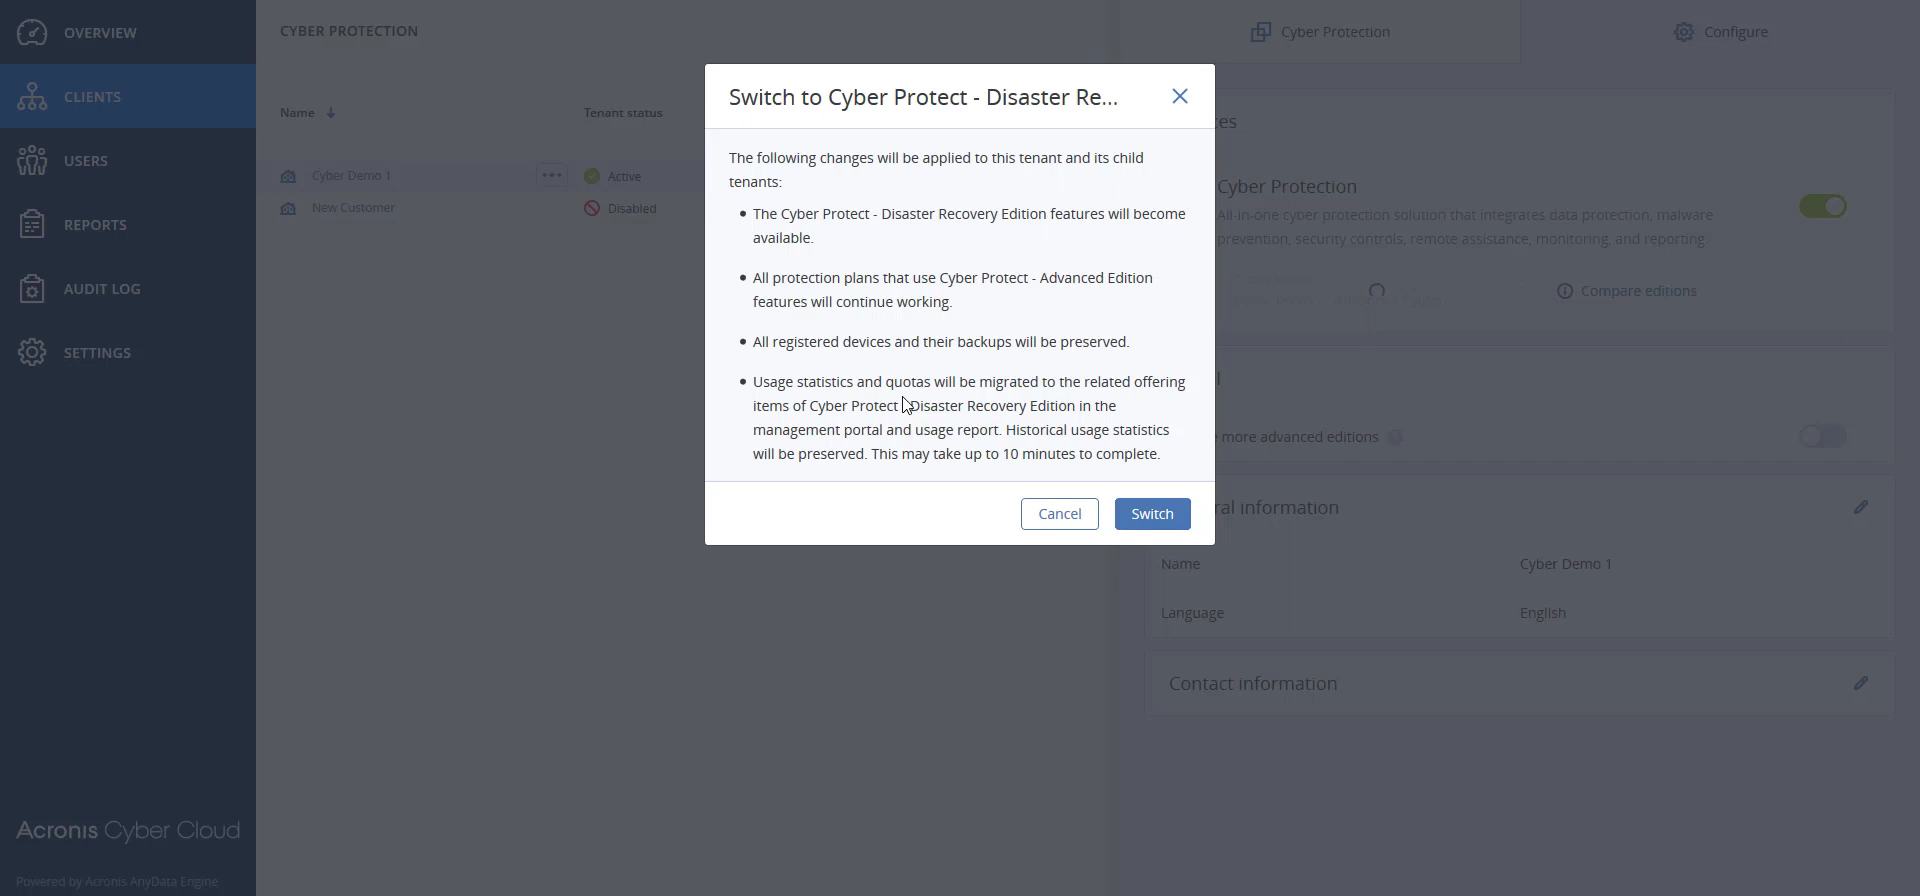 OVERVIEW
CLIENTS
USERS
REPORTS
AUDIT LOG
SETTINGS
Acronis Cyber Cloud
Powered by Acronis AnyData Engine
CYBER PROTECTION
Name
Tenant status
Cyber Demo 1
Active
New Customer
Disabled
Switch to Cyber Protect - Disaster Re...
The following changes will be applied to this tenant and its child
tenants:
The Cyber Protect - Disaster Recovery Edition features will become
available.
All protection plans that use Cyber Protect - Advanced Edition
features will continue working.
All registered devices and their backups will be preserved.
Usage statistics and quotas will be migrated to the related offering
items of Cyber Protect Disaster Recovery Edition in the
management portal and usage report. Historical usage statistics
will be preserved. This may take up to 10 minutes to complete.
Cancel
Switch
Cyber Protection
Configure
es
Cyber Protection
All-in-one cyber protection solution that integrates data protection, malware
prevention, security controls, remote assistance, monitoring, and reporting.
Compare editions
l
more advanced editions
ral information
Name
Cyber Demo 1
Language
English
Contact information